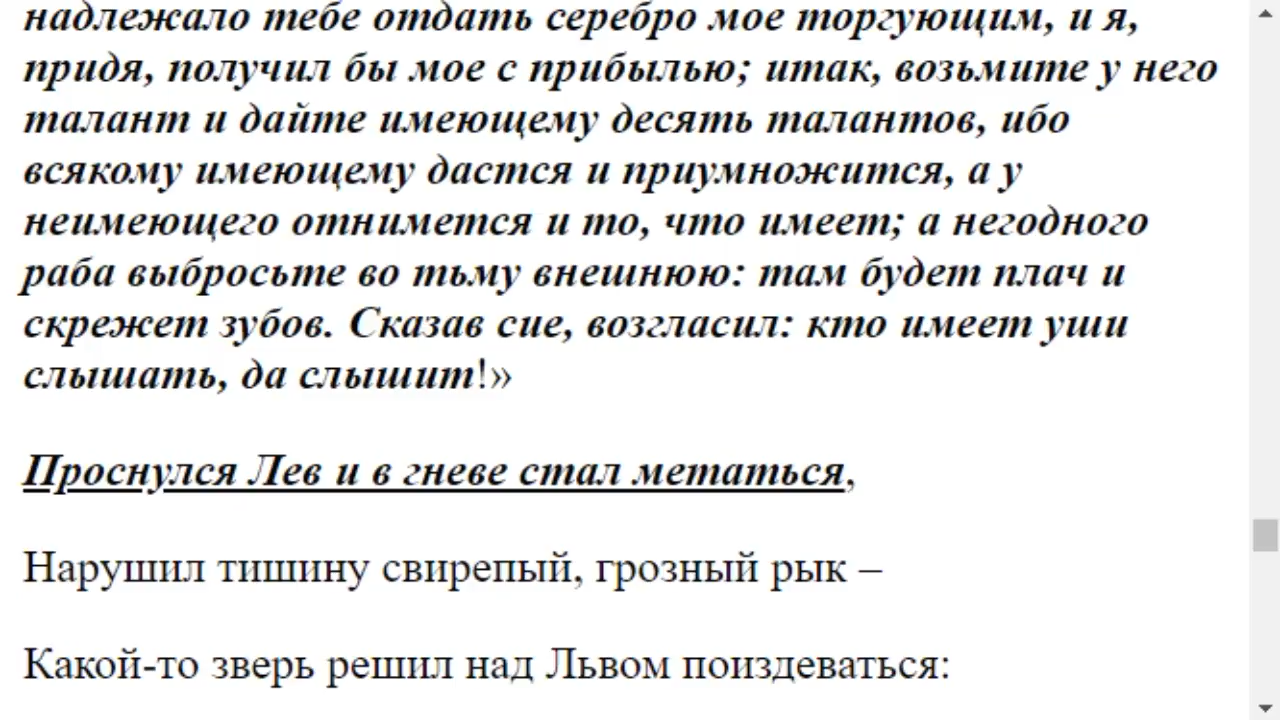 надлежало тебе отдать серебро мое торгующим, и я,
придя, получил бы мое с прибылью; итак, возьмите у него
талант и дайте имеющему десять талантов, ибо
всякому имеющему дастся и приумножится, а у
неимеющего отнимется и то, что имеет; а негодного
раба выбросьте во тьму внешнюю: там будет плач и
скрежет зубов. Сказав сие, возгласил: кто имеет уши
слышать, да слышит!»
Проснулся Лев и в гневе стал метаться,
Нарушил тишину свирепый, грозный рык –
Какой-то зверь решил над Львом поиздеваться: